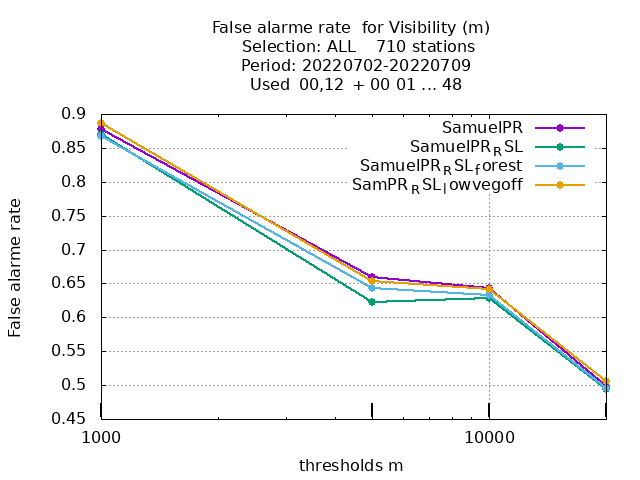 False alarme rate  for Visibility (m)
Selection: ALL    710 stations
Period: 20220702-20220709
Used  00,12  + 00 01 ... 48
SamuelPR
SamuelPR_RSL
SamuelPR_RSL_forest
SamPR_RSL_lowvegoff
False alarme rate
0.9
0.85
0.8
0.75
0.7
0.65
0.6
0.55
0.5
0.45
1000
10000
thresholds m